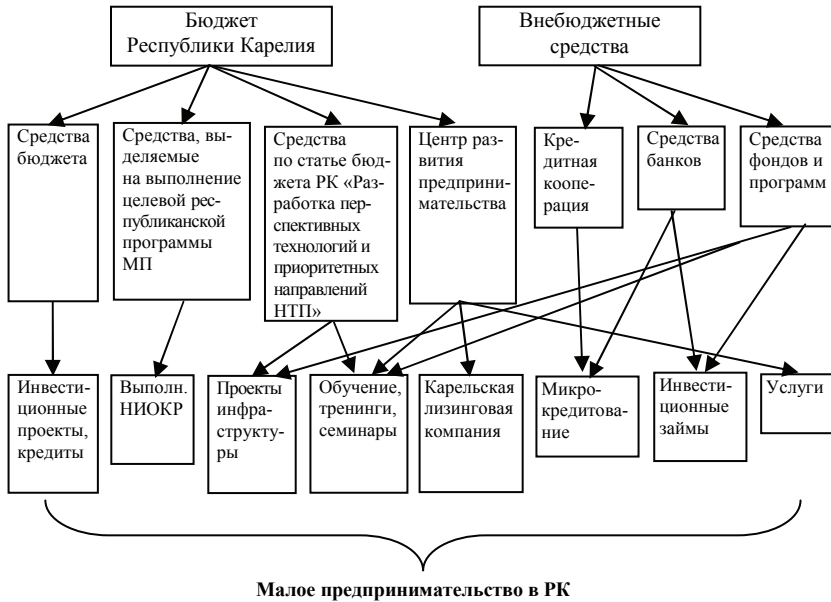 Бюджет
Республики Карелия
Внебюджетные
средства
Средства
бюджета
Средства, вы-
деляемые
на выполнение
целевой рес-
публиканской
программы
МП
Средства
по статье бюд-
жета РК «Раз-
работка пер-
спективных
технологий и
приоритетных
направлений
НТП»
Центр раз-
вития
предприни-
мательства
Кре-
дитная
коопе-
рация
Средства
банков
Средства
фондов и
программ
Инвести-
ционные
проекты,
кредиты
Выполн.
НИОКР
Проекты
инфра-
структу-
ры
Обучение,
тренинги,
семинары
Карельская
лизинговая
компания
Микро-
кредитова-
ние
Инвести-
ционные
займы
Услуги
Малое предпринимательство в РК